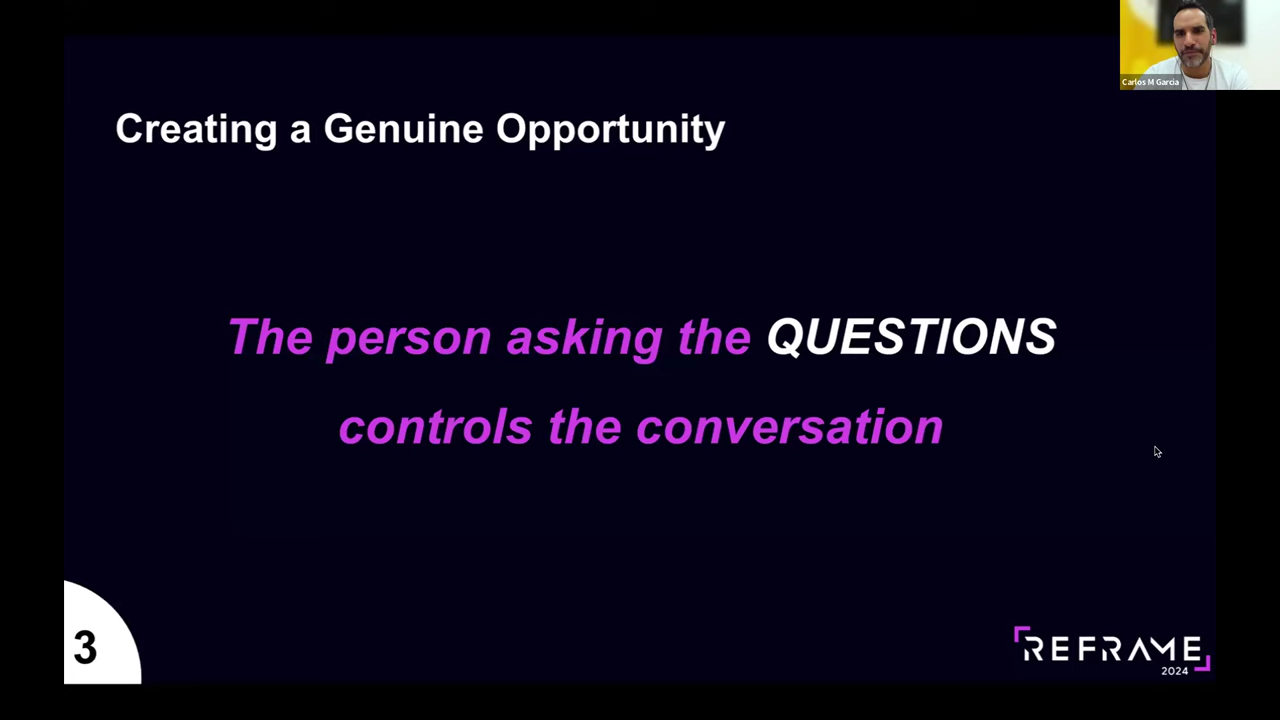 Carlos M Garcia
Creating a Genuine Opportunity
The person asking the QUESTIONS
controls the conversation
3
REFRAME
2024